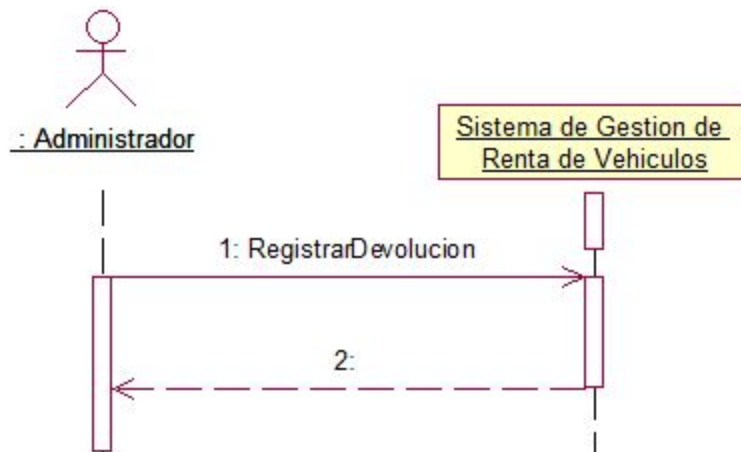 : Administrador
Sistema de Gestion de
Renta de Vehiculos
1: RegistrarDevolucion
2: